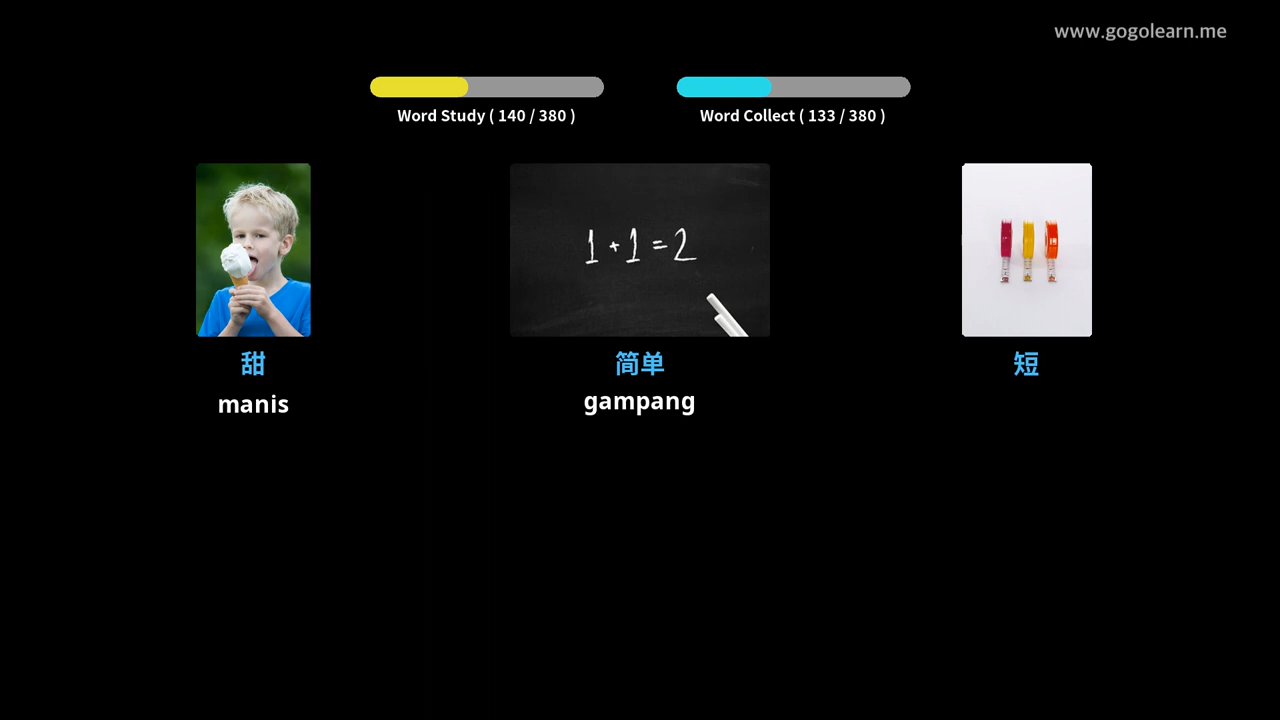 www.gogolearn.me
Word Study ( 140 / 380 )
Word Collect ( 133 / 380 )
1 + 1 = 2
甜
简单
短
manis
gampang